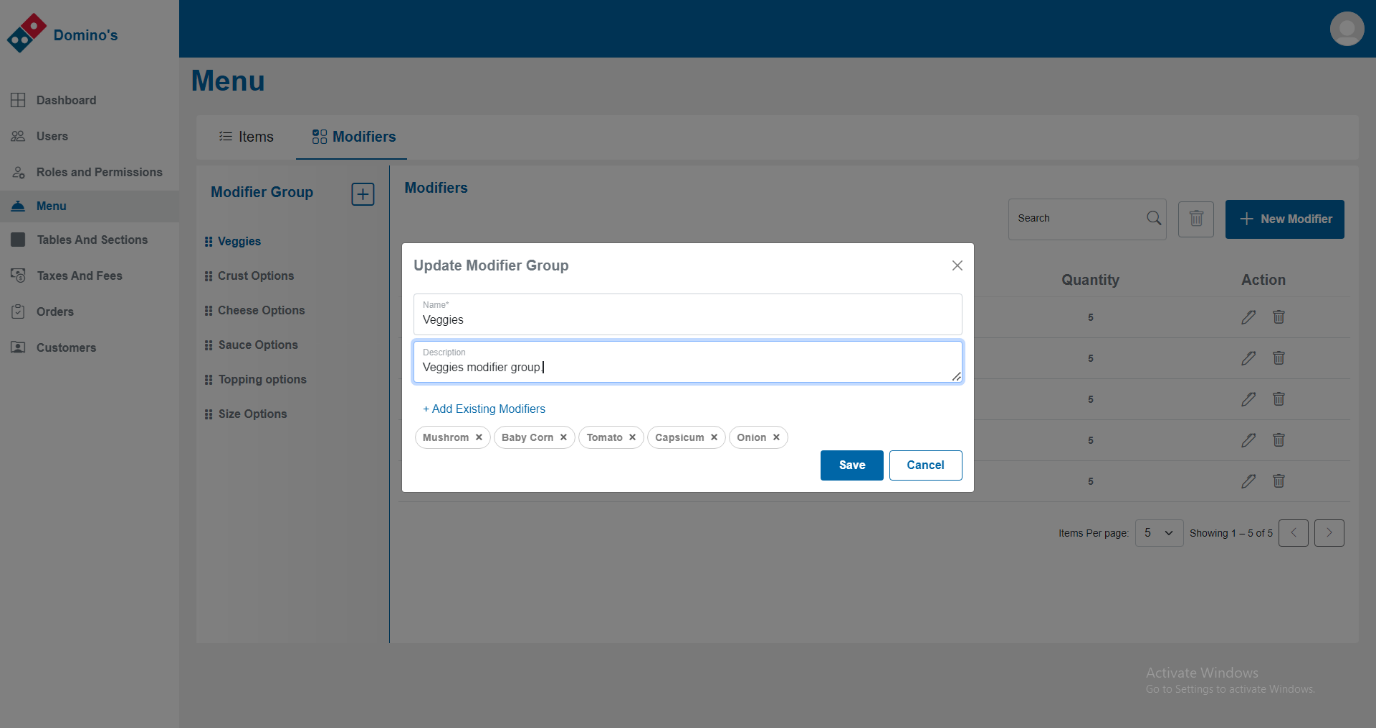 Domino's
Dashboard
Users
Roles and Permissions
Menu
Tables And Sections
Taxes And Fees
Orders
Customers
Menu
Items
Modifiers
Modifier Group
Veggies
Crust Options
Cheese Options
Sauce Options
Topping options
Size Options
Modifiers
Search
New Modifier
Quantity Action
5
5
5
5
5
Items Per page: 5 Showing 1 – 5 of 5
Update Modifier Group
Name*
Veggies
Description
Veggies modifier group.
+ Add Existing Modifiers
Mushrom × Baby Corn × Tomato × Capsicum × Onion ×
Save Cancel
Activate Windows
Go to Settings to activate Windows.